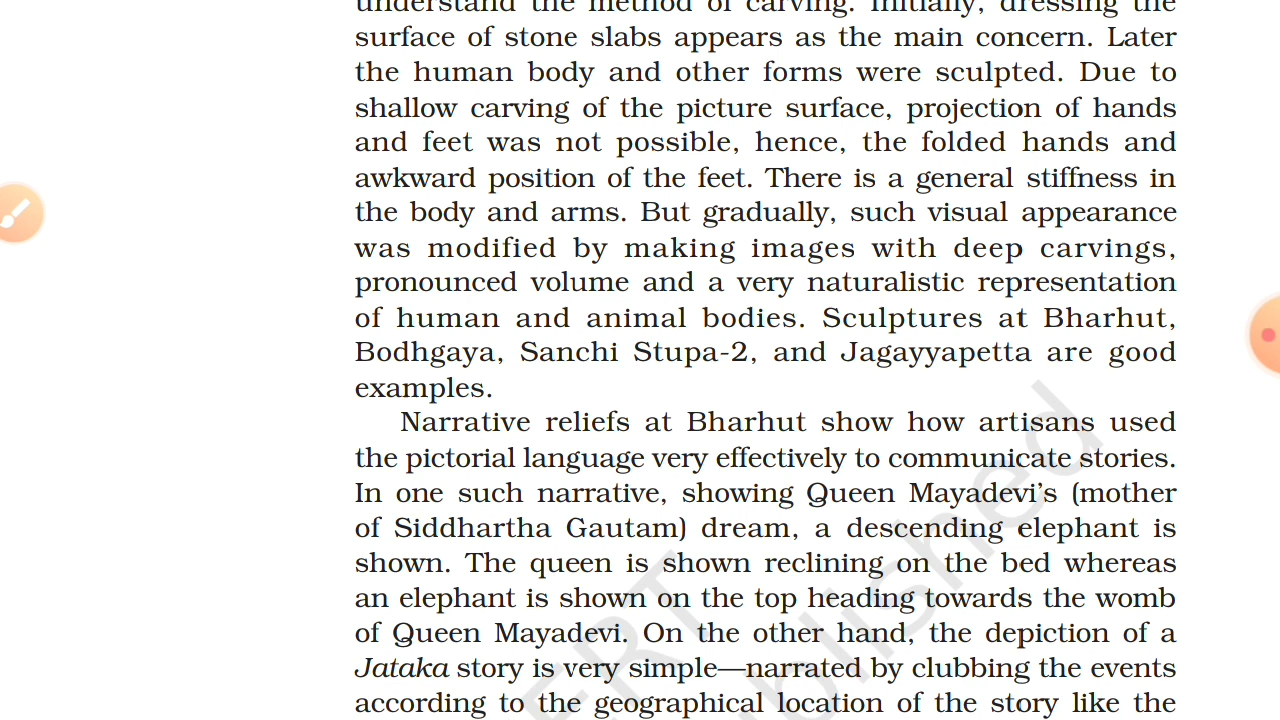 understand the method of carving. Initially, dressing the
surface of stone slabs appears as the main concern. Later
the human body and other forms were sculpted. Due to
shallow carving of the picture surface, projection of hands
and feet was not possible, hence, the folded hands and
awkward position of the feet. There is a general stiffness in
the body and arms. But gradually, such visual appearance
was modified by making images with deep carvings,
pronounced volume and a very naturalistic representation
of human and animal bodies. Sculptures at Bharhut,
Bodhgaya, Sanchi Stupa-2, and Jagayyapetta are good
examples.
Narrative reliefs at Bharhut show how artisans used
the pictorial language very effectively to communicate stories.
In one such narrative, showing Queen Mayadevi’s (mother
of Siddhartha Gautam) dream, a descending elephant is
shown. The queen is shown reclining on the bed whereas
an elephant is shown on the top heading towards the womb
of Queen Mayadevi. On the other hand, the depiction of a
Jataka story is very simple—narrated by clubbing the events
according to the geographical location of the story like the